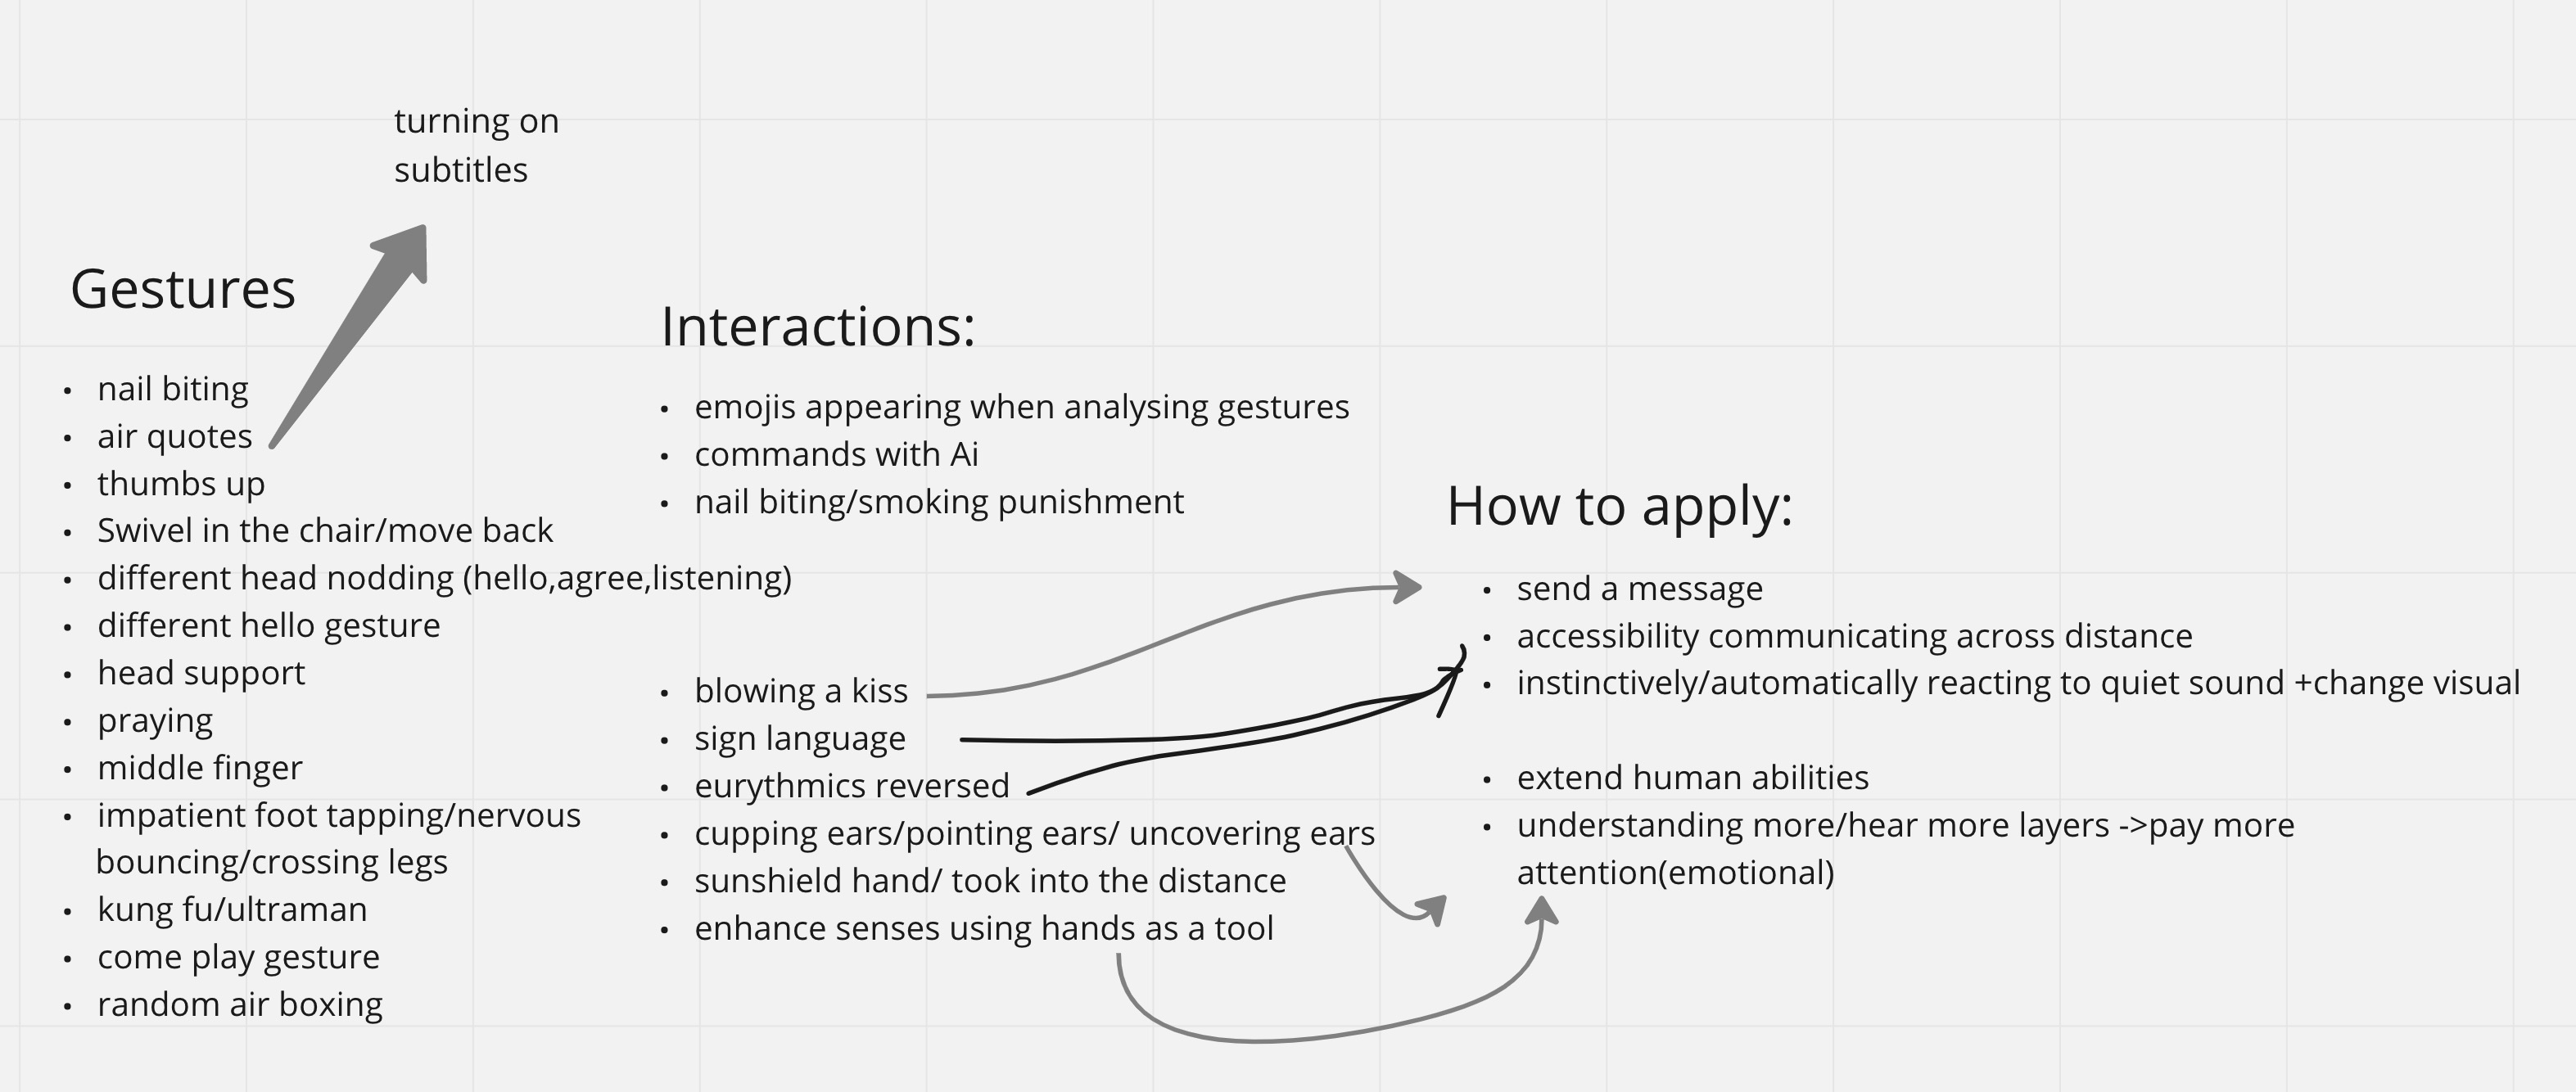 turning on
subtitles
Gestures
• nail biting
• air quotes
• thumbs up
• Swivel in the chair/move back
• different head nodding (hello,agree,listening)
• different hello gesture
• head support
• praying
• middle finger
• impatient foot tapping/nervous
bouncing/crossing legs
• kung fu/ultraman
• come play gesture
• random air boxing
Interactions:
• emojis appearing when analysing gestures
• commands with Ai
• nail biting/smoking punishment
• blowing a kiss
• sign language
• eurythmics reversed
• cupping ears/pointing ears/ uncovering ears
• sunshield hand/ took into the distance
• enhance senses using hands as a tool
How to apply:
• send a message
• accessibility communicating across distance
• instinctively/automatically reacting to quiet sound +change visual
• extend human abilities
• understanding more/hear more layers ->pay more
attention(emotional)